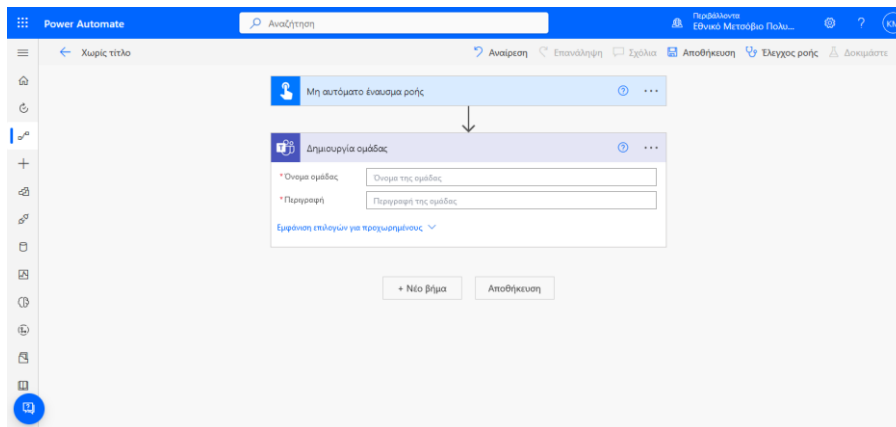 Power Automate
Αναζήτηση
Περιβάλλοντα
Εθνικό Μετσόβιο Πολυ...
?
KM
Χωρίς τίτλο
Αναίρεση
Επανάληψη
Σχόλια
Αποθήκευση
Έλεγχος ροής
Δοκιμάστε
Μη αυτόματο έναυσμα ροής
Δημιουργία ομάδας
* Όνομα ομάδας
Όνομα της ομάδας
* Περιγραφή
Περιγραφή της ομάδας
Εμφάνιση επιλογών για προχωρημένους
+ Νέο βήμα
Αποθήκευση